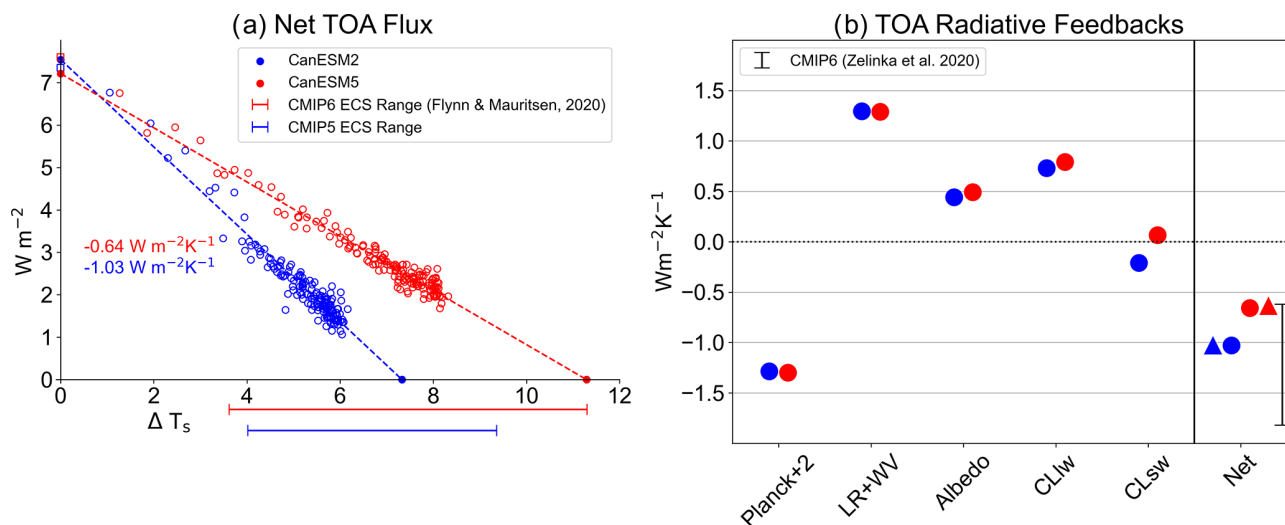 (a) Net TOA Flux
CanESM2
CanESM5
CMIP6 ECS Range (Flynn & Mauritsen, 2020)
CMIP5 ECS Range
W m⁻²
7
6
5
4
3
2
1
0
-0.64 W m⁻²K⁻¹
-1.03 W m⁻²K⁻¹
0 2 4 6 8 10 12
Δ Tₛ
(b) TOA Radiative Feedbacks
CMIP6 (Zelinka et al. 2020)
Wm⁻²K⁻¹
1.5
1.0
0.5
0.0
−0.5
−1.0
−1.5
Planck+2
LR+WV
Albedo
CLlw
CLsw
Net